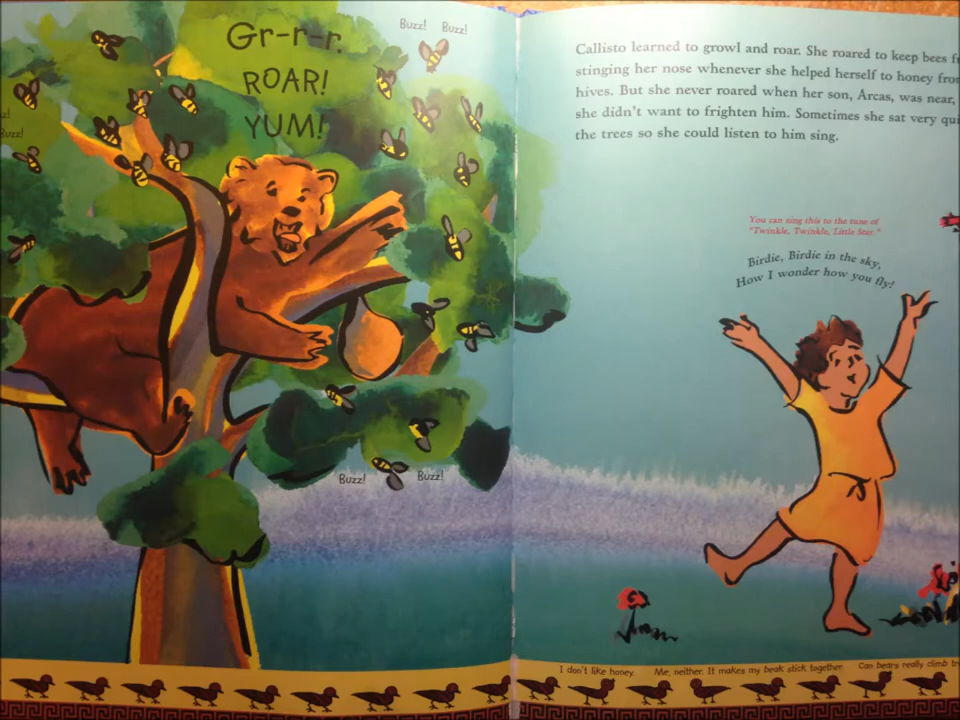 Gr-r-r.
ROAR!
YUM!
Buzz! Buzz!
Buzz!
Buzz! Buzz!
Callisto learned to growl and roar. She roared to keep bees
stinging her nose whenever she helped herself to honey
hives. But she never roared when her son, Arcas, was near,
she didn't want to frighten him. Sometimes she sat very
the trees so she could listen to him sing.
You can sing this to the tune of
"Twinkle, Twinkle, Little Star."
Birdie, Birdie in the sky,
How I wonder how you fly!
I don't like honey. Me, neither. It makes my beak stick together. Can bears really climb